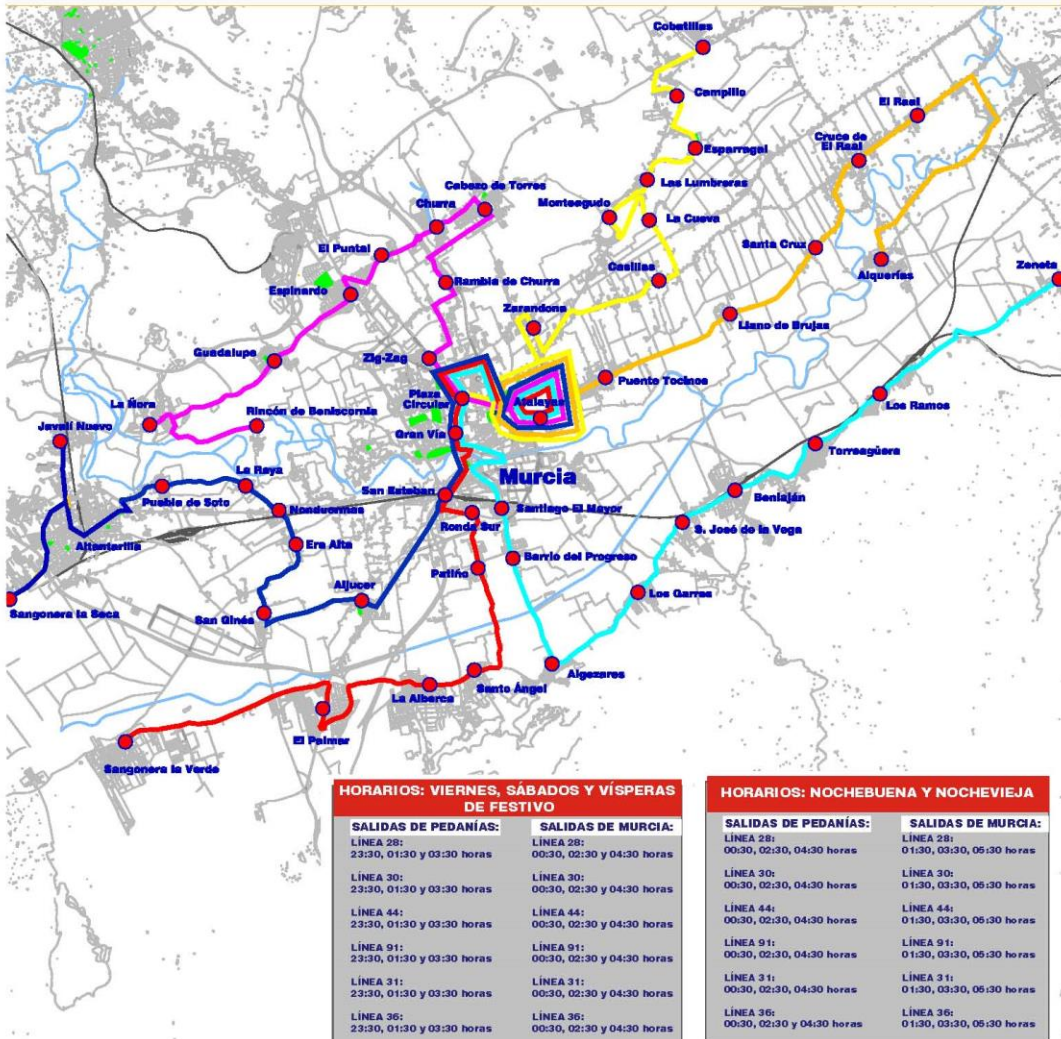 Cobatillas
Campillo
El Raal
Cruce de
El Raal
Esparragal
Cabezo de Torres
Las Lumbreras
Churra
Monteagudo
La Cueva
El Puntal
Santa Cruz
Casillas
Alquerías
Zeneta
Rambla de Churra
Espinardo
Zarandona
Llano de Brujas
Guadalupe
Zig-Zag
Puente Tocinos
Plaza
Circular
Atalayas
La Ñora
Rincón de Beniscornia
Los Ramos
Javalí Nuevo
Gran Vía
Torreagüera
La Raya
Murcia
Puebla de Soto
San Esteban
Beniaján
Nonduermas
Santiago El Mayor
Ronda Sur
S. José de la Vega
Alcantarilla
Era Alta
Barrio del Progreso
Patiño
Aljucer
Los Garres
Sangonera la Seca
San Ginés
Algezares
Santo Ángel
La Alberca
El Palmar
Sangonera la Verde
HORARIOS: VIERNES, SÁBADOS Y VÍSPERAS
DE FESTIVO
SALIDAS DE PEDANÍAS:
LÍNEA 28:
23:30, 01:30 y 03:30 horas
LÍNEA 30:
23:30, 01:30 y 03:30 horas
LÍNEA 44:
23:30, 01:30 y 03:30 horas
LÍNEA 91:
23:30, 01:30 y 03:30 horas
LÍNEA 31:
23:30, 01:30 y 03:30 horas
LÍNEA 36:
23:30, 01:30 y 03:30 horas
SALIDAS DE MURCIA:
LÍNEA 28:
00:30, 02:30 y 04:30 horas
LÍNEA 30:
00:30, 02:30 y 04:30 horas
LÍNEA 44:
00:30, 02:30 y 04:30 horas
LÍNEA 91:
00:30, 02:30 y 04:30 horas
LÍNEA 31:
00:30, 02:30 y 04:30 horas
LÍNEA 36:
00:30, 02:30 y 04:30 horas
HORARIOS: NOCHEBUENA Y NOCHEVIEJA
SALIDAS DE PEDANÍAS:
LÍNEA 28:
00:30, 02:30, 04:30 horas
LÍNEA 30:
00:30, 02:30, 04:30 horas
LÍNEA 44:
00:30, 02:30, 04:30 horas
LÍNEA 91:
00:30, 02:30, 04:30 horas
LÍNEA 31:
00:30, 02:30, 04:30 horas
LÍNEA 36:
00:30, 02:30 y 04:30 horas
SALIDAS DE MURCIA:
LÍNEA 28:
01:30, 03:30, 05:30 horas
LÍNEA 30:
01:30, 03:30, 05:30 horas
LÍNEA 44:
01:30, 03:30, 05:30 horas
LÍNEA 91:
01:30, 03:30, 05:30 horas
LÍNEA 31:
01:30, 03:30, 05:30 horas
LÍNEA 36:
01:30, 03:30, 05:30 horas